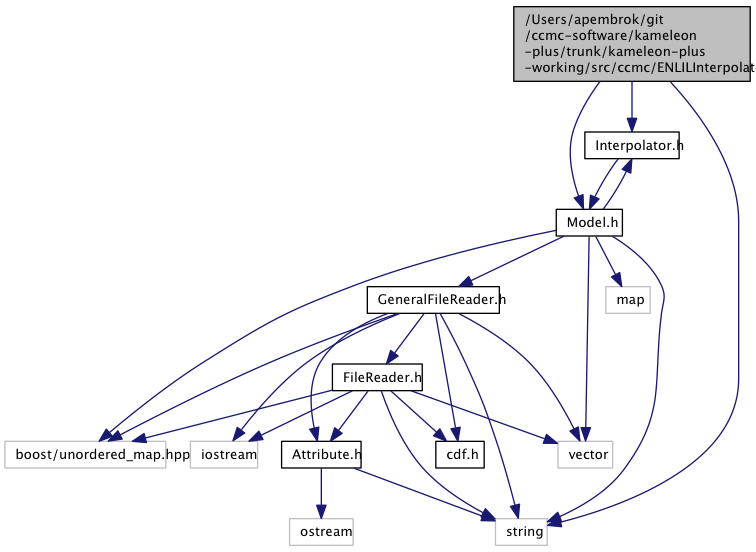 /Users/apembrok/git
/ccmc-software/kameleon
-plus/trunk/kameleon-plus
-working/src/ccmc/ENLILInterpolat
Interpolator.h
Model.h
GeneralFileReader.h
map
FileReader.h
boost/unordered_map.hpp
iostream
Attribute.h
cdf.h
vector
ostream
string